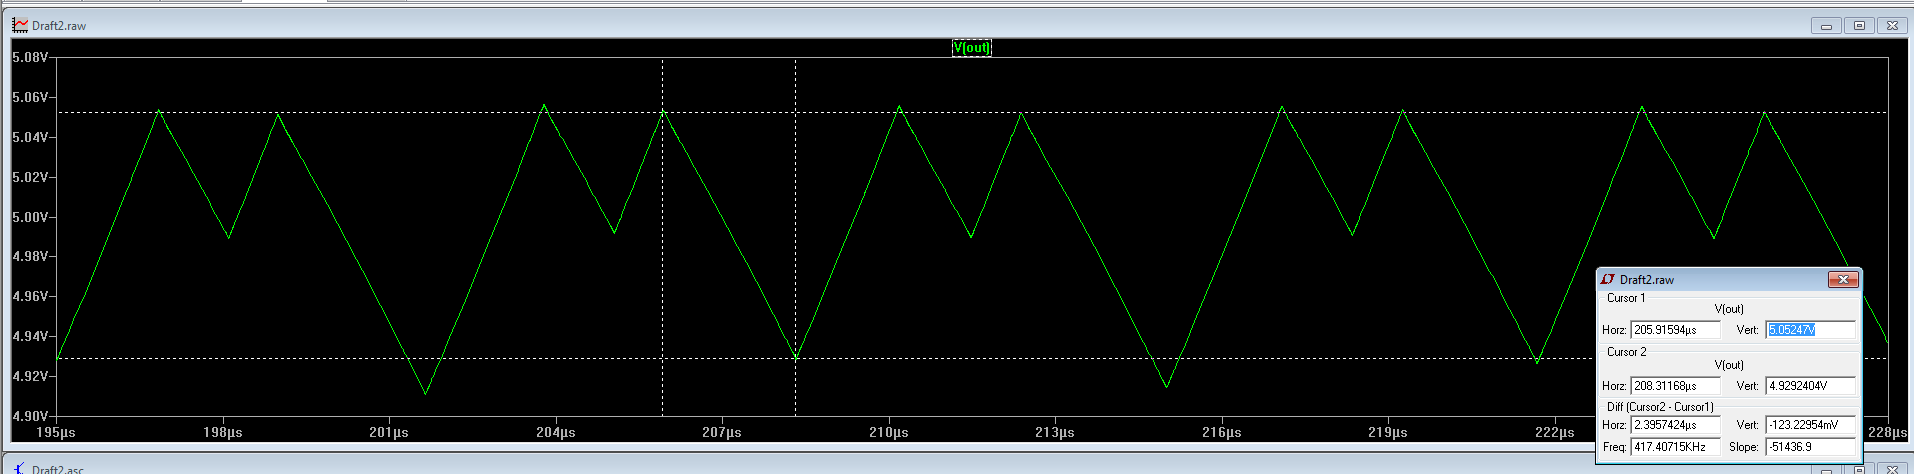 Draft2.raw
V(out)
5.08V
5.06V
5.04V
5.02V
5.00V
4.98V
4.96V
4.94V
4.92V
4.90V
195µs 198µs 201µs 204µs 207µs 210µs 213µs 216µs 219µs 222µs 228µs
Draft2.raw
Cursor 1
V(out)
Horz: 205.91594µs Vert: 5.05247V
Cursor 2
V(out)
Horz: 208.31168µs Vert: 4.9292404V
Diff (Cursor2 - Cursor1)
Horz: 2.3957424µs Vert: -123.22954mV
Freq: 417.40715KHz Slope: -51436.9
Draft2.asc